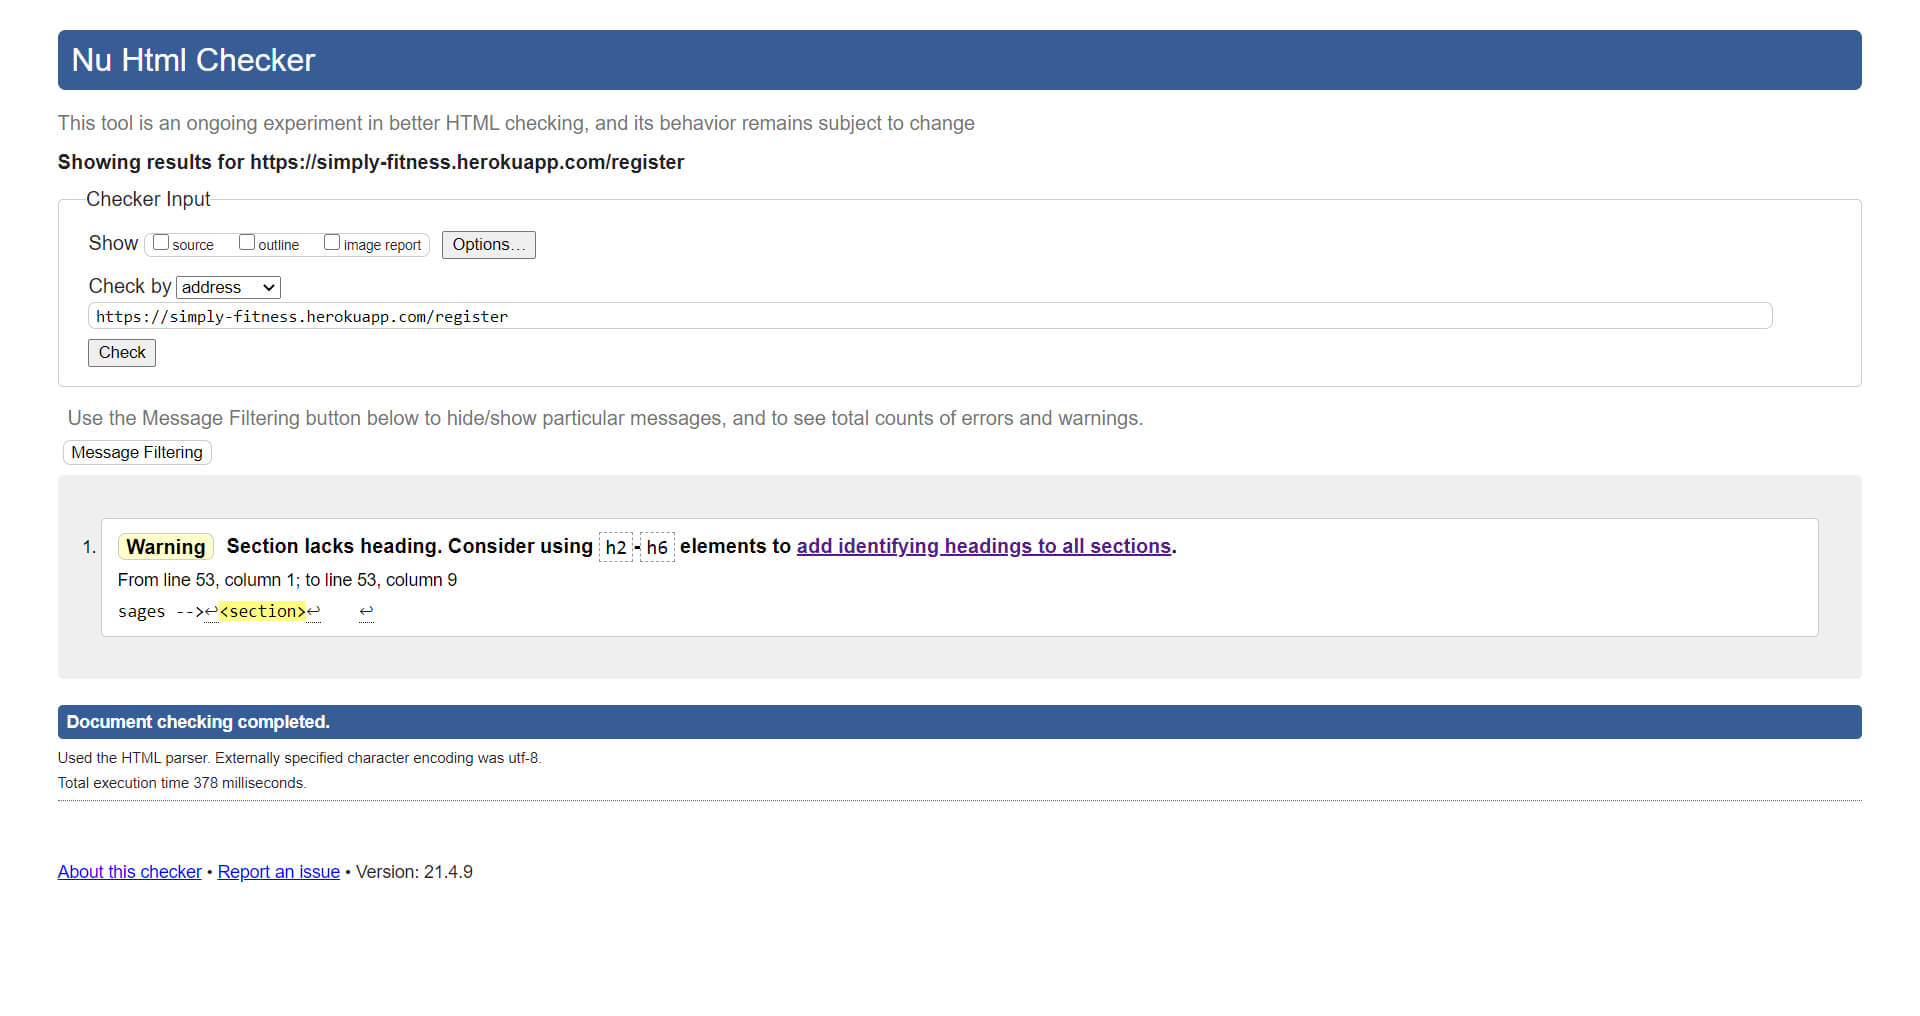 Nu Html Checker
This tool is an ongoing experiment in better HTML checking, and its behavior remains subject to change
Showing results for https://simply-fitness.herokuapp.com/register
Checker Input
Show source outline image report Options...
Check by address
https://simply-fitness.herokuapp.com/register
Check
Use the Message Filtering button below to hide/show particular messages, and to see total counts of errors and warnings.
Message Filtering
1. Warning Section lacks heading. Consider using h2-h6 elements to add identifying headings to all sections.
From line 53, column 1; to line 53, column 9
sages -->↩<section>↩ ↩
Document checking completed.
Used the HTML parser. Externally specified character encoding was utf-8.
Total execution time 378 milliseconds.
About this checker • Report an issue • Version: 21.4.9